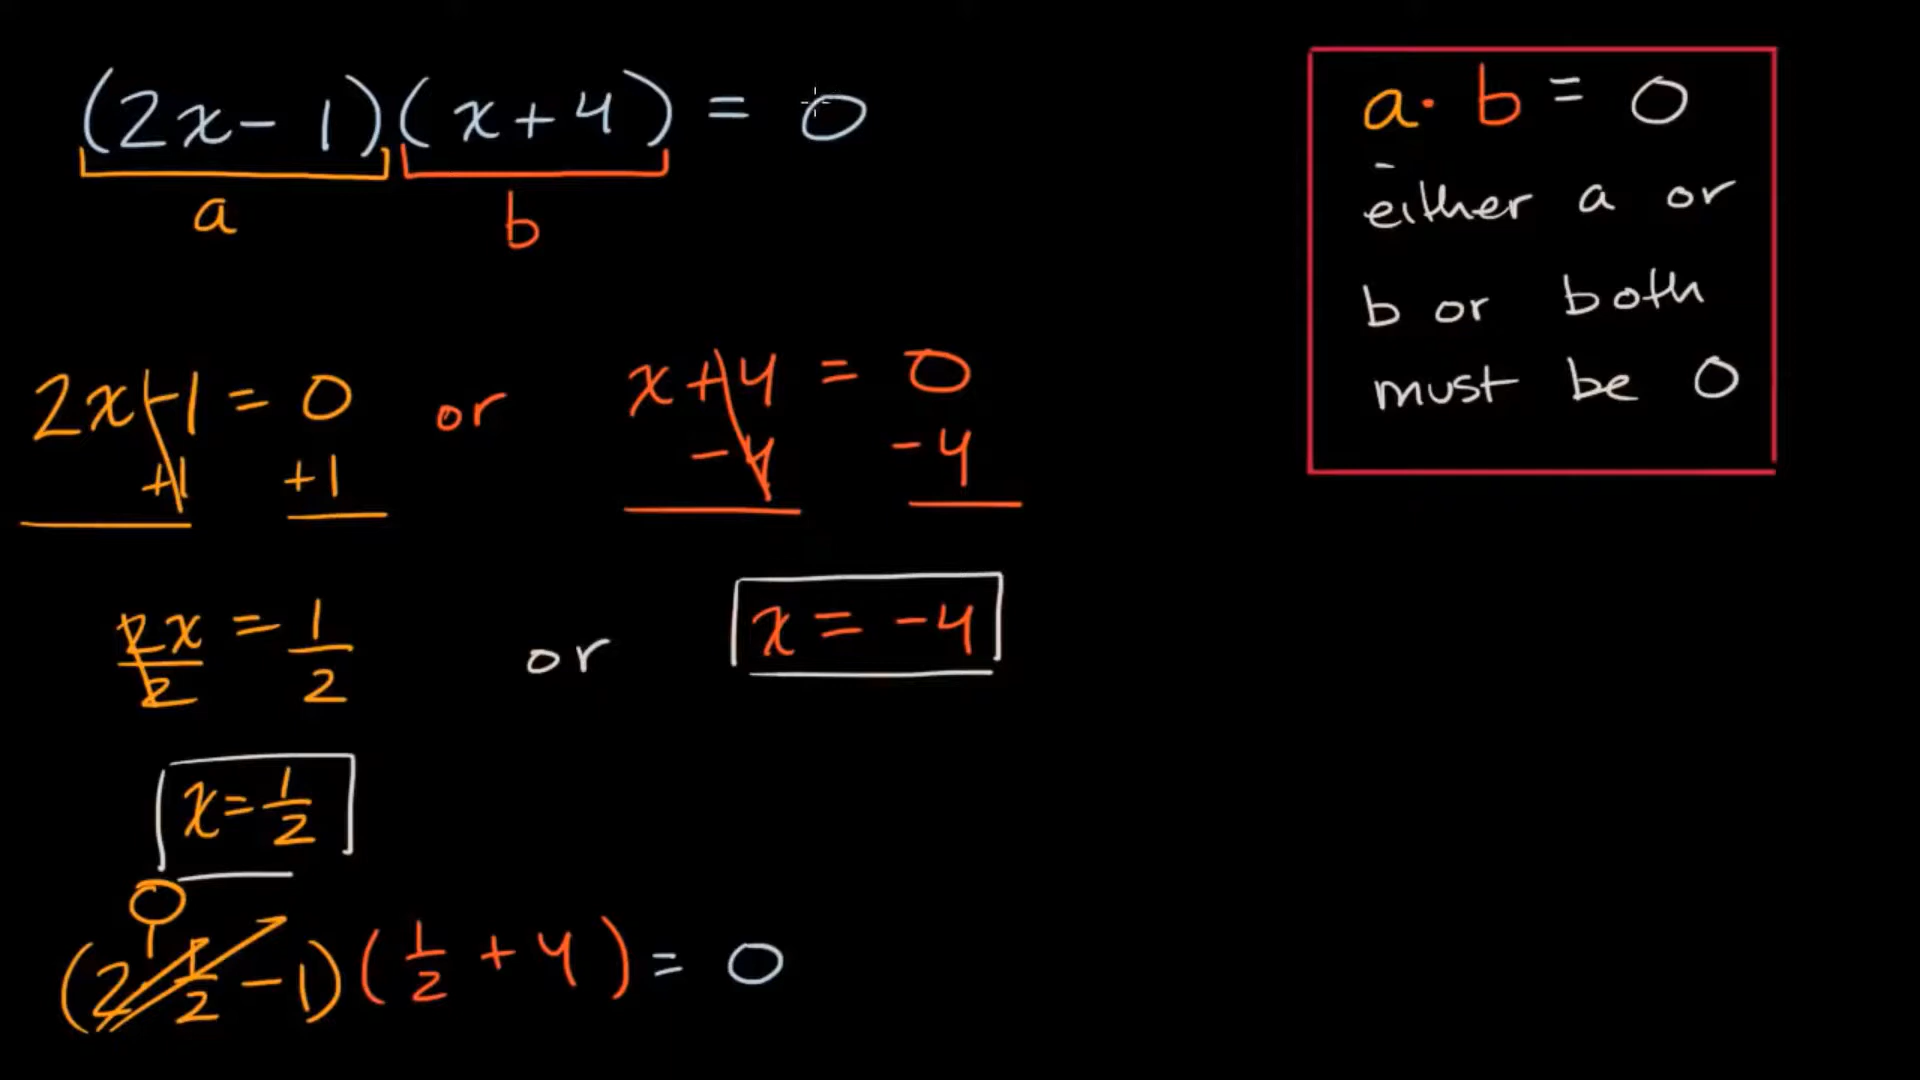 (2x - 1)(x + 4) = 0
a b
2x - 1 = 0 or x + 4 = 0
+1 +1 -4 -4
2x/2 = 1/2 or x = -4
x = 1/2
0
(2 · 1/2 - 1)(1/2 + 4) = 0
a · b = 0
either a or
b or both
must be 0